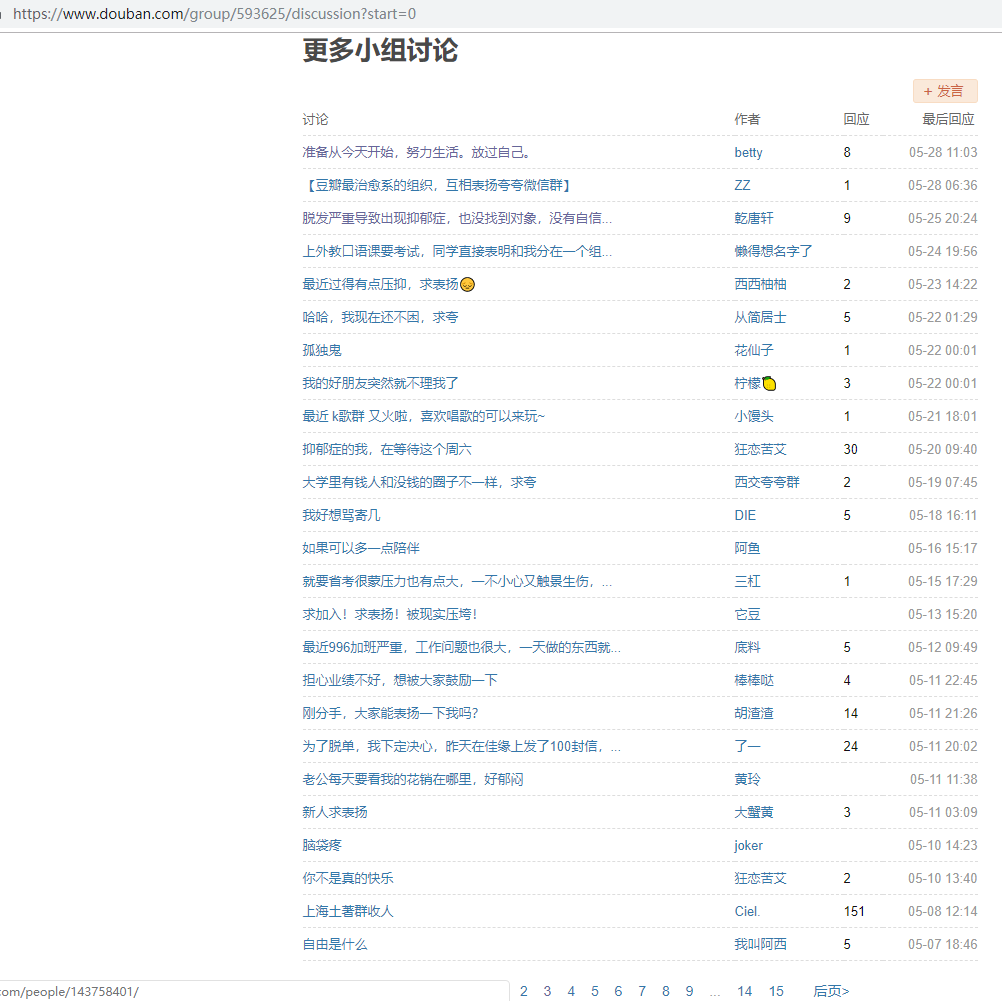 https://www.douban.com/group/593625/discussion?start=0
更多小组讨论
+ 发言
讨论 作者 回应 最后回应
准备从今天开始，努力生活。放过自己。 betty 8 05-28 11:03
【豆瓣最治愈系的组织，互相表扬夸夸微信群】 ZZ 1 05-28 06:36
脱发严重导致出现抑郁症，也没找到对象，没有自信... 乾唐轩 9 05-25 20:24
上外教口语课要考试，同学直接表明和我分在一个组... 懒得想名字了 05-24 19:56
最近过得有点压抑，求表扬 西西柚柚 2 05-23 14:22
哈哈，我现在还不困，求夸 从简居士 5 05-22 01:29
孤独鬼 花仙子 1 05-22 00:01
我的好朋友突然就不理我了 柠檬🍋 3 05-22 00:01
最近 k歌群 又火啦，喜欢唱歌的可以来玩~ 小馒头 1 05-21 18:01
抑郁症的我，在等待这个周六 狂恋苦艾 30 05-20 09:40
大学里有钱人和没钱的圈子不一样，求夸 西交夸夸群 2 05-19 07:45
我好想骂寄几 DIE 5 05-18 16:11
如果可以多一点陪伴 阿鱼 05-16 15:17
就要省考很蒙压力也有点大，一不小心又触景生伤，... 三杠 1 05-15 17:29
求加入！求表扬！被现实压垮！ 它豆 05-13 15:20
最近996加班严重，工作问题也很大，一天做的东西就... 底料 5 05-12 09:49
担心业绩不好，想被大家鼓励一下 棒棒哒 4 05-11 22:45
刚分手，大家能表扬一下我吗？ 胡渣渣 14 05-11 21:26
为了脱单，我下定决心，昨天在佳缘上发了100封信，... 了一 24 05-11 20:02
老公每天要看我的花销在哪里，好郁闷 黄玲 05-11 11:38
新人求表扬 大蟹黄 3 05-11 03:09
脑袋疼 joker 05-10 14:23
你不是真的快乐 狂恋苦艾 2 05-10 13:40
上海土著群收人 Ciel. 151 05-08 12:14
自由是什么 我叫阿西 5 05-07 18:46
com/people/143758401/ 2 3 4 5 6 7 8 9 ... 14 15 后页>